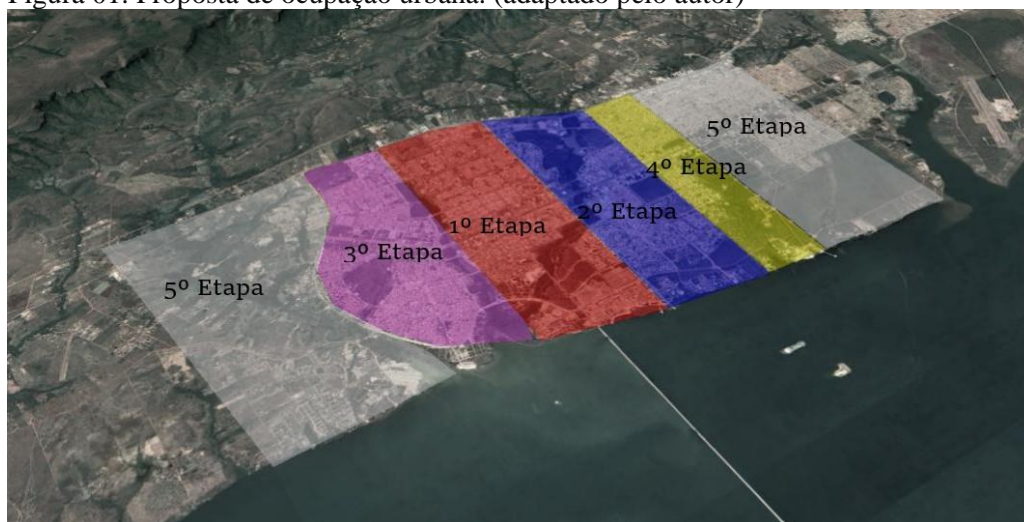 Figura 01: Proposta de ocupação urbana. (adaptado pelo autor)
5º Etapa
4º Etapa
2º Etapa
1º Etapa
3º Etapa
5º Etapa